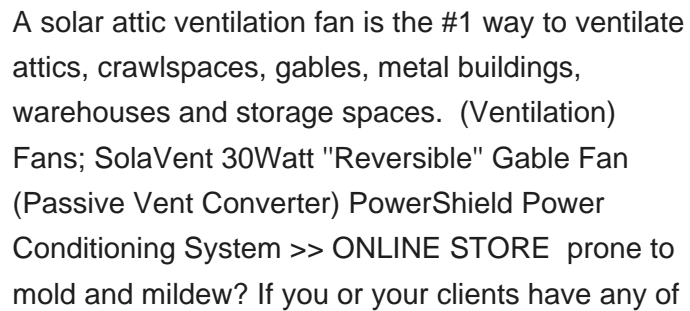 A solar attic ventilation fan is the #1 way to ventilate
attics, crawlspaces, gables, metal buildings,
warehouses and storage spaces.  (Ventilation)
Fans; SolaVent 30Watt "Reversible" Gable Fan
(Passive Vent Converter) PowerShield Power
Conditioning System >> ONLINE STORE  prone to
mold and mildew? If you or your clients have any of